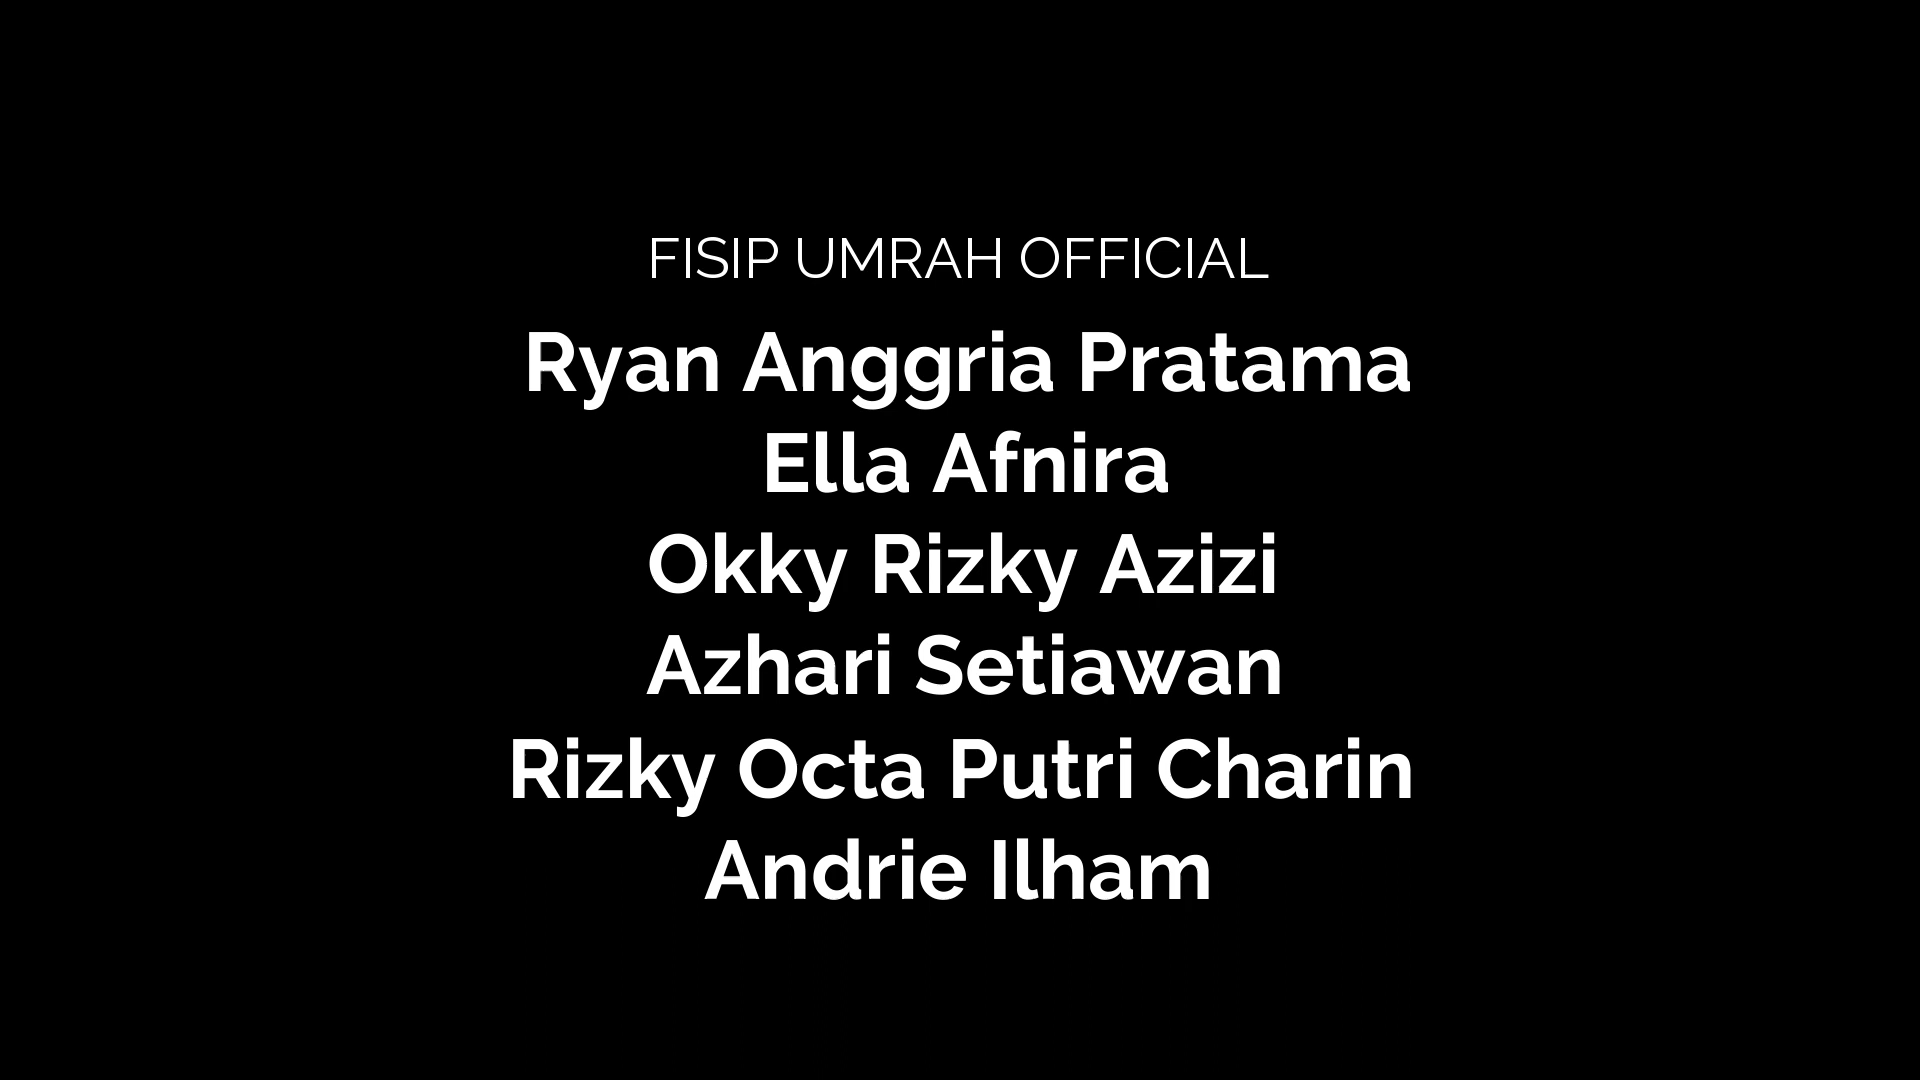 FISIP UMRAH OFFICIAL
Ryan Anggria Pratama
Ella Afnira
Okky Rizky Azizi
Azhari Setiawan
Rizky Octa Putri Charin
Andrie Ilham